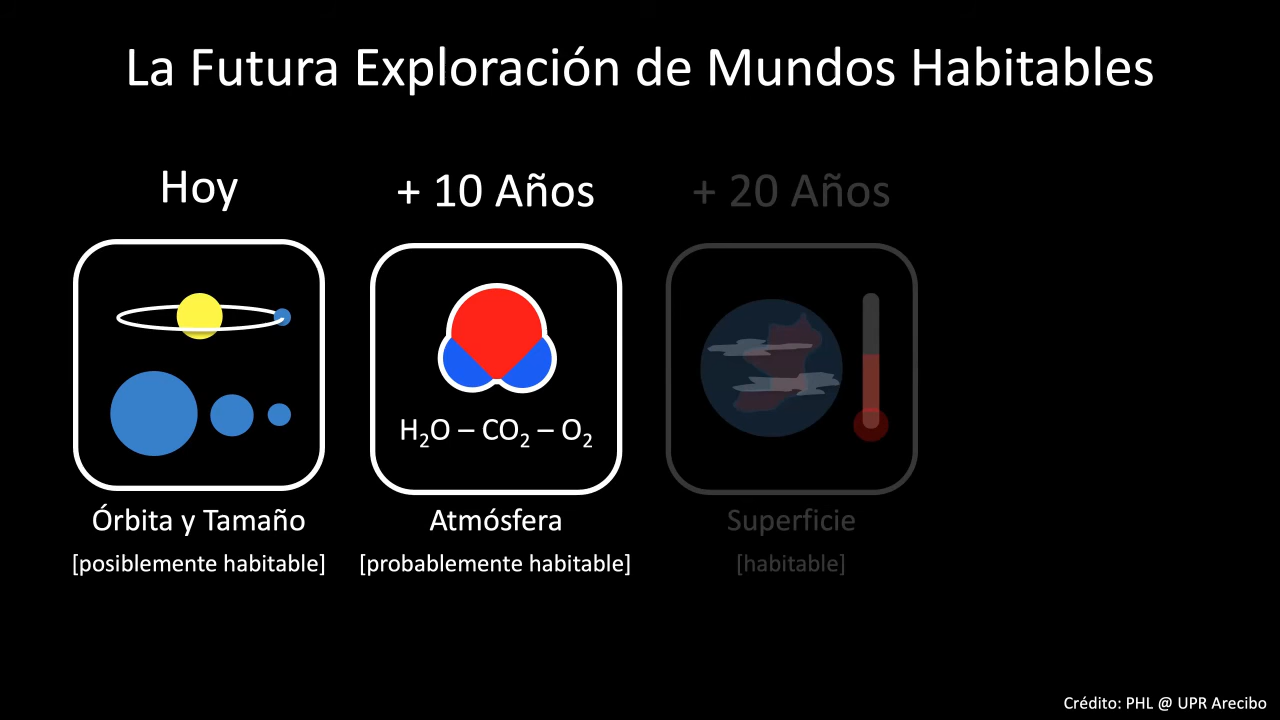 La Futura Exploración de Mundos Habitables
Hoy
+ 10 Años
+ 20 Años
H₂O – CO₂ – O₂
Órbita y Tamaño
Atmósfera
Superficie
[posiblemente habitable]
[probablemente habitable]
[habitable]
Crédito: PHL @ UPR Arecibo